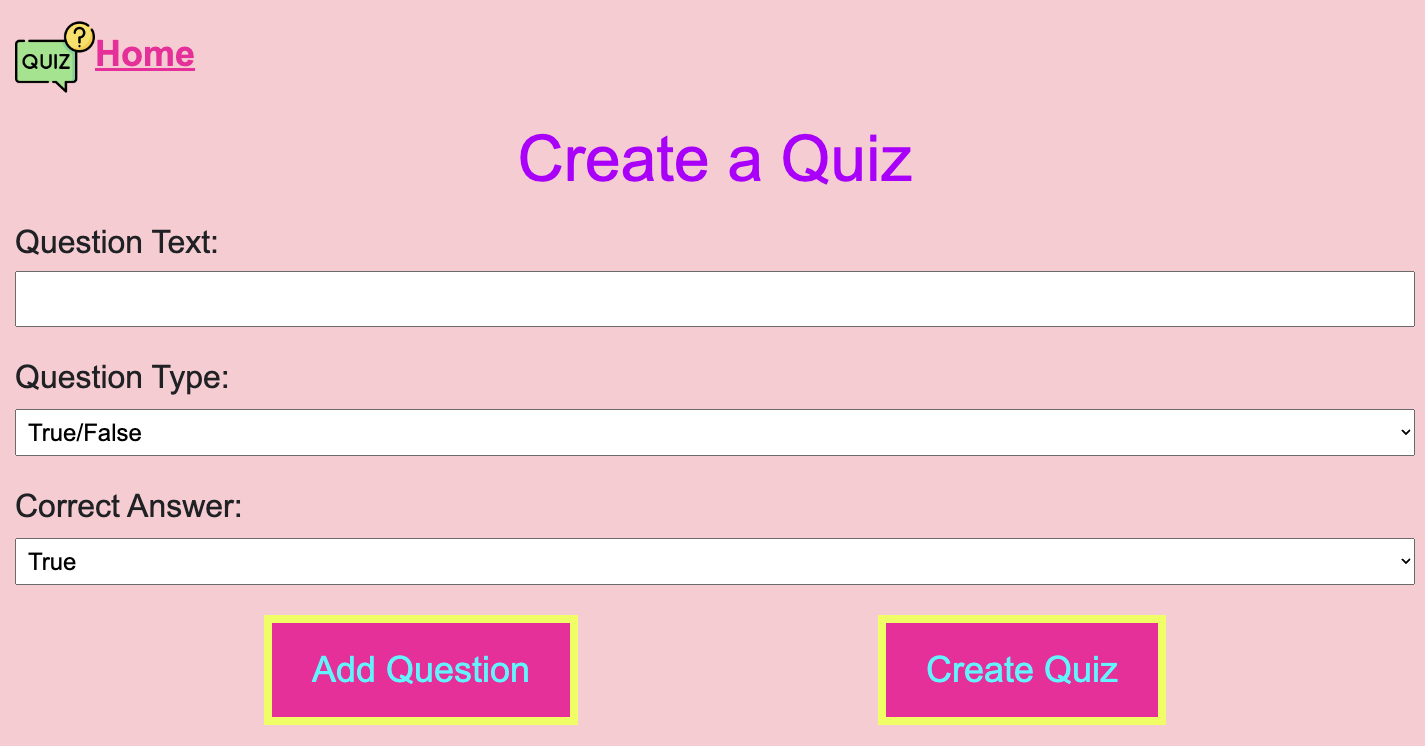 QUIZ ? Home
Create a Quiz
Question Text:
Question Type:
True/False
Correct Answer:
True
Add Question
Create Quiz